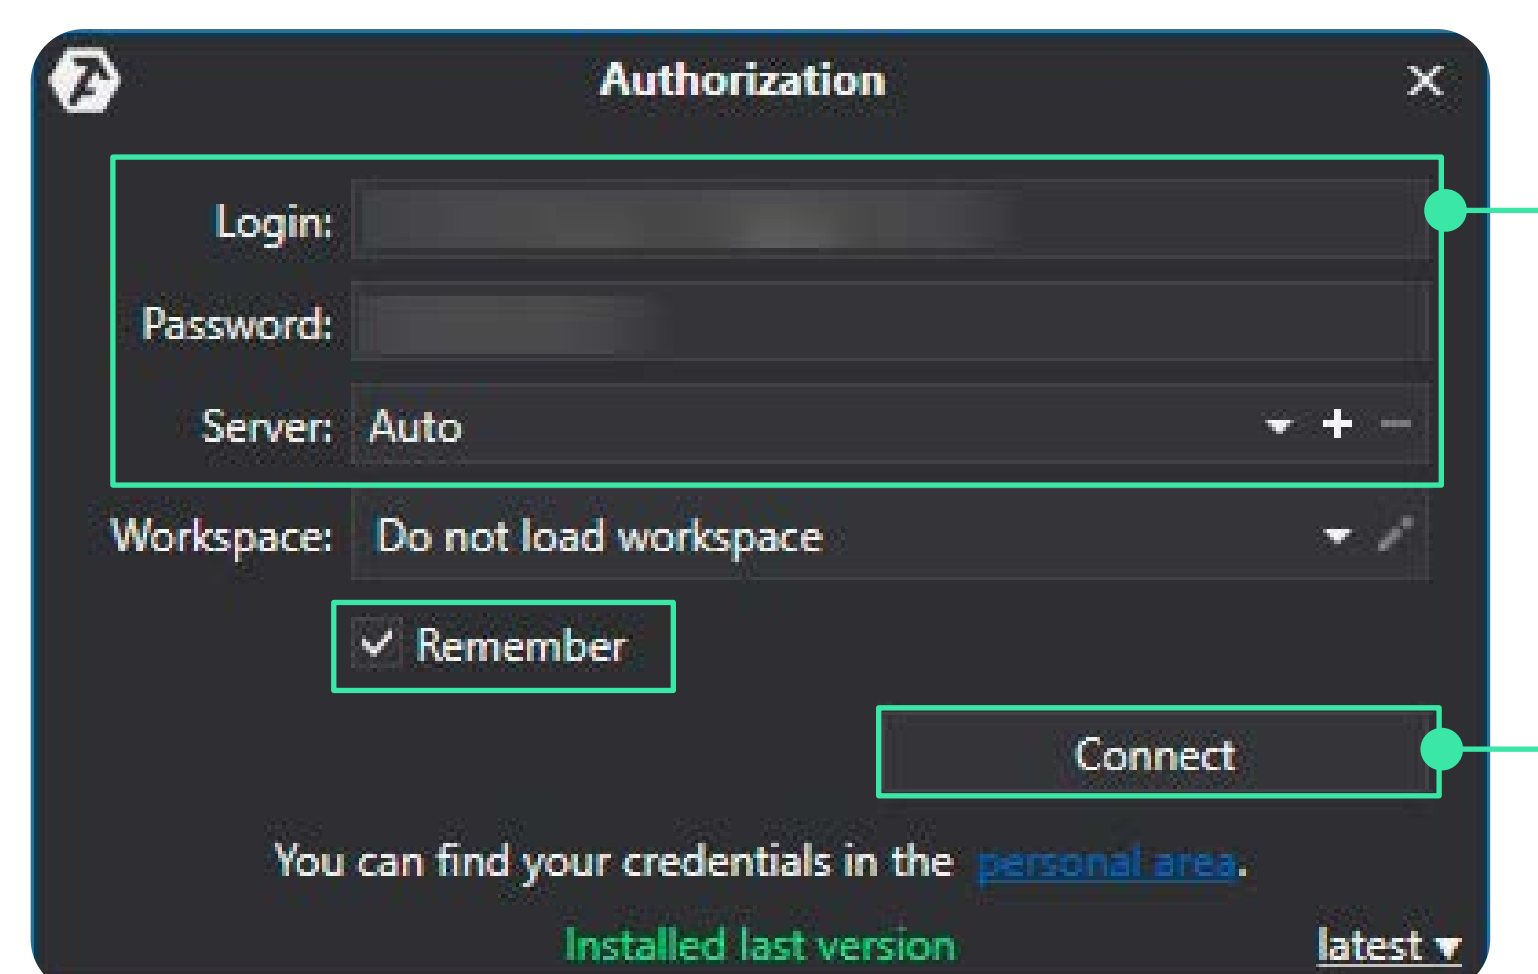 Authorization
Login:
Password:
Server: Auto
Workspace: Do not load workspace
Remember
Connect
You can find your credentials in the personal area.
Installed last version
latest